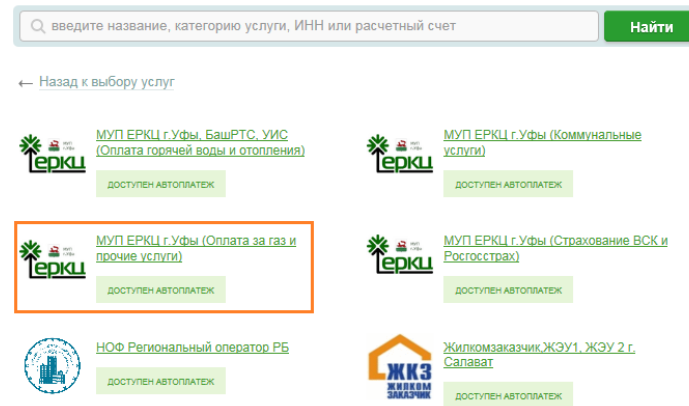 введите название, категорию услуги, ИНН или расчетный счет
Найти
← Назад к выбору услуг
еркц
МУП ЕРКЦ г.Уфы, БашРТС, УИС
(Оплата горячей воды и отопления)
ДОСТУПЕН АВТОПЛАТЕЖ
еркц
МУП ЕРКЦ г.Уфы (Коммунальные
услуги)
ДОСТУПЕН АВТОПЛАТЕЖ
еркц
МУП ЕРКЦ г.Уфы (Оплата за газ и
прочие услуги)
ДОСТУПЕН АВТОПЛАТЕЖ
еркц
МУП ЕРКЦ г.Уфы (Страхование ВСК и
Росгосстрах)
ДОСТУПЕН АВТОПЛАТЕЖ
НОФ Региональный оператор РБ
ДОСТУПЕН АВТОПЛАТЕЖ
ЖКЗ
ЖИЛКОМ
ЗАКАЗЧИК
Жилкомзаказчик,ЖЭУ1, ЖЭУ 2 г.
Салават
ДОСТУПЕН АВТОПЛАТЕЖ